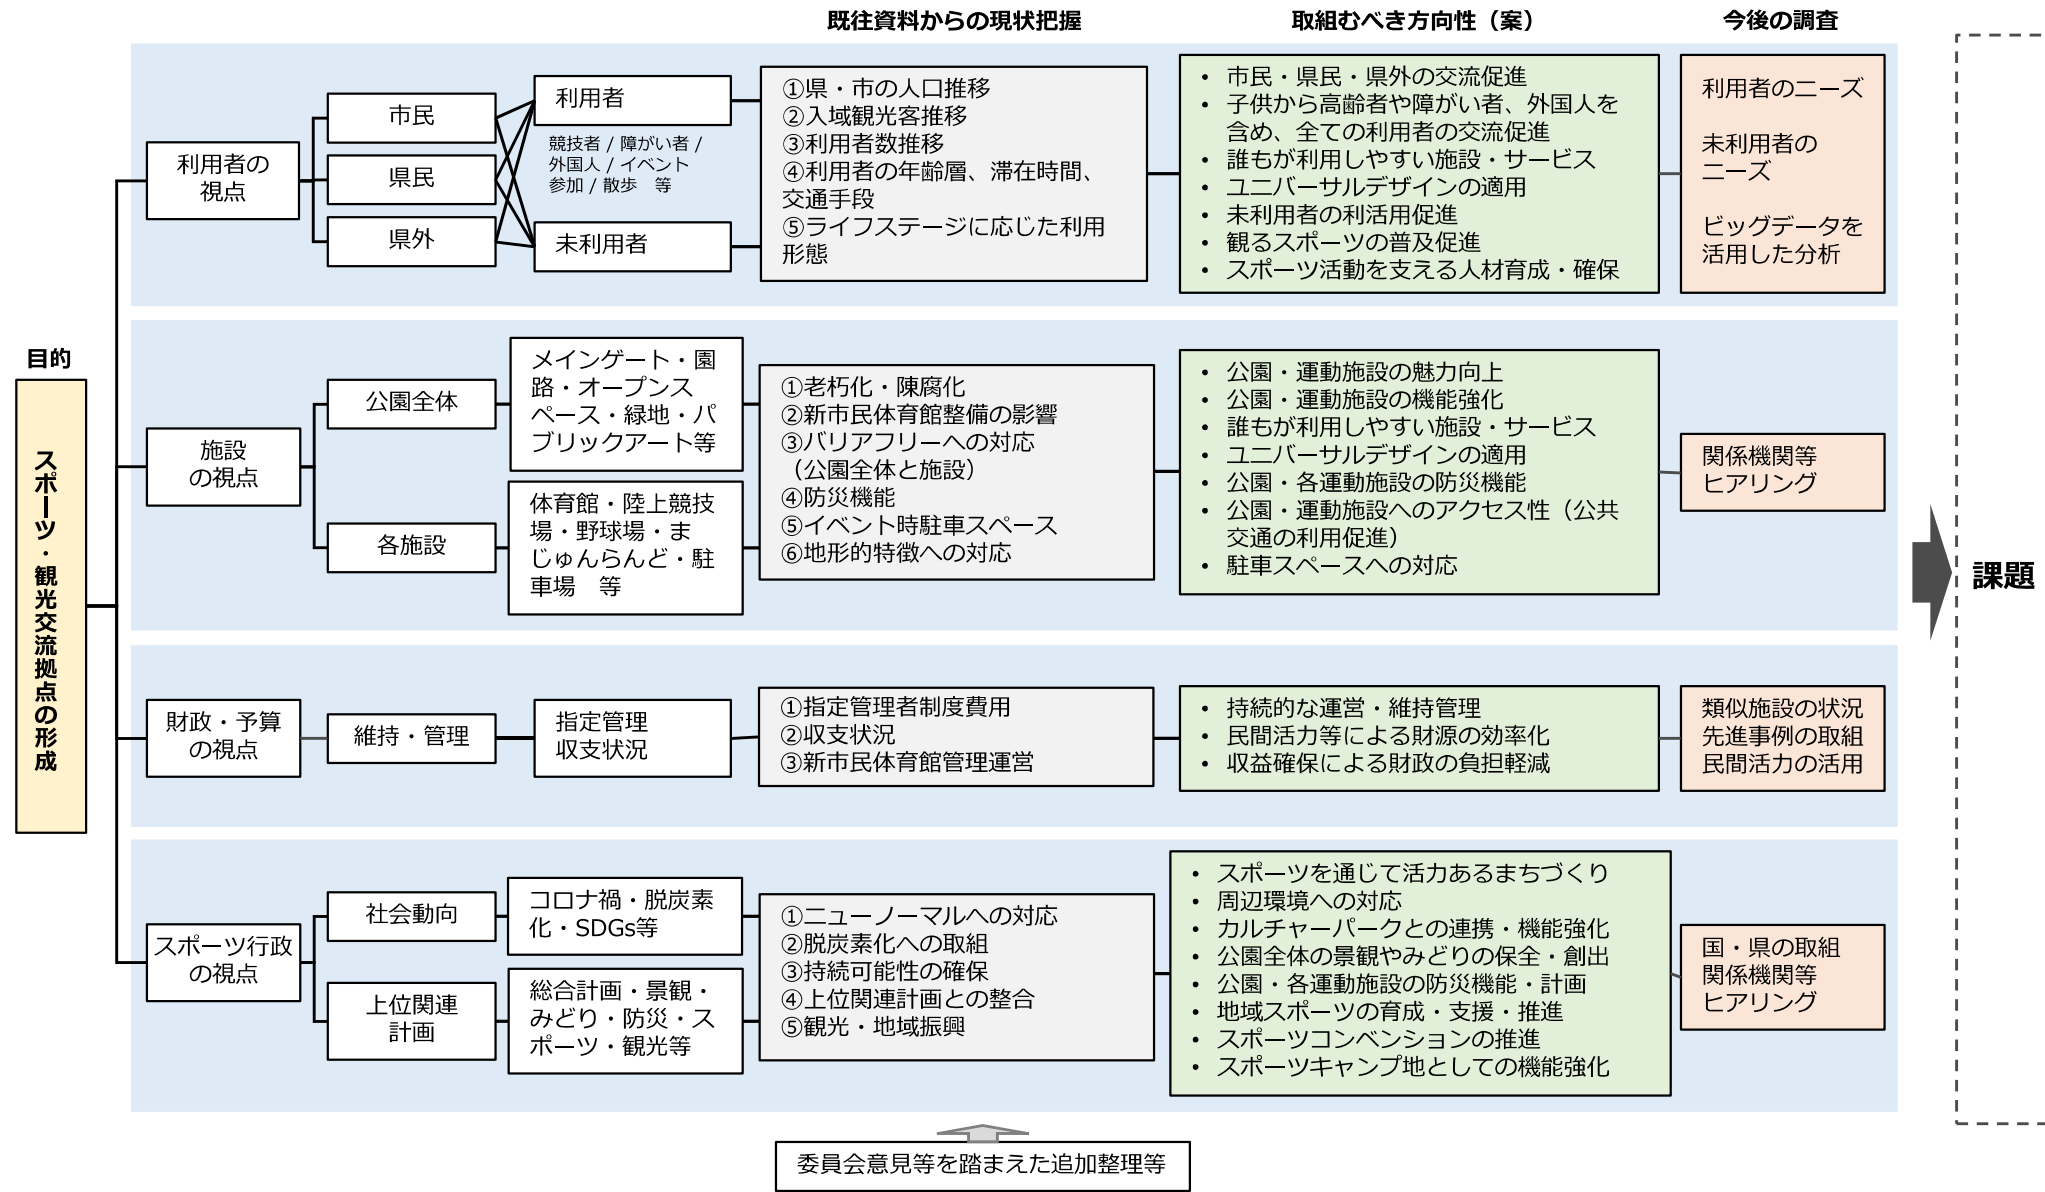 既往資料からの現状把握
取組むべき方向性（案）
今後の調査
目的
スポーツ・観光交流拠点の形成
利用者の
視点
市民
県民
県外
利用者
競技者 / 障がい者 /
外国人 / イベント
参加 / 散歩　等
未利用者
①県・市の人口推移
②入域観光客推移
③利用者数推移
④利用者の年齢層、滞在時間、
交通手段
⑤ライフステージに応じた利用
形態
• 市民・県民・県外の交流促進
• 子供から高齢者や障がい者、外国人を
含め、全ての利用者の交流促進
• 誰もが利用しやすい施設・サービス
• ユニバーサルデザインの適用
• 未利用者の利活用促進
• 観るスポーツの普及促進
• スポーツ活動を支える人材育成・確保
利用者のニーズ
未利用者の
ニーズ
ビッグデータを
活用した分析
施設
の視点
公園全体
各施設
メインゲート・園
路・オープンス
ペース・緑地・パ
ブリックアート等
体育館・陸上競技
場・野球場・ま
じゅんらんど・駐
車場　等
①老朽化・陳腐化
②新市民体育館整備の影響
③バリアフリーへの対応
（公園全体と施設）
④防災機能
⑤イベント時駐車スペース
⑥地形的特徴への対応
• 公園・運動施設の魅力向上
• 公園・運動施設の機能強化
• 誰もが利用しやすい施設・サービス
• ユニバーサルデザインの適用
• 公園・各運動施設の防災機能
• 公園・運動施設へのアクセス性（公共
交通の利用促進）
• 駐車スペースへの対応
関係機関等
ヒアリング
財政・予算
の視点
維持・管理
指定管理
収支状況
①指定管理者制度費用
②収支状況
③新市民体育館管理運営
• 持続的な運営・維持管理
• 民間活力等による財源の効率化
• 収益確保による財政の負担軽減
類似施設の状況
先進事例の取組
民間活力の活用
スポーツ行政
の視点
社会動向
上位関連
計画
コロナ禍・脱炭素
化・SDGs等
総合計画・景観・
みどり・防災・ス
ポーツ・観光等
①ニューノーマルへの対応
②脱炭素化への取組
③持続可能性の確保
④上位関連計画との整合
⑤観光・地域振興
• スポーツを通じて活力あるまちづくり
• 周辺環境への対応
• カルチャーパークとの連携・機能強化
• 公園全体の景観やみどりの保全・創出
• 公園・各運動施設の防災機能・計画
• 地域スポーツの育成・支援・推進
• スポーツコンベンションの推進
• スポーツキャンプ地としての機能強化
国・県の取組
関係機関等
ヒアリング
課題
委員会意見等を踏まえた追加整理等